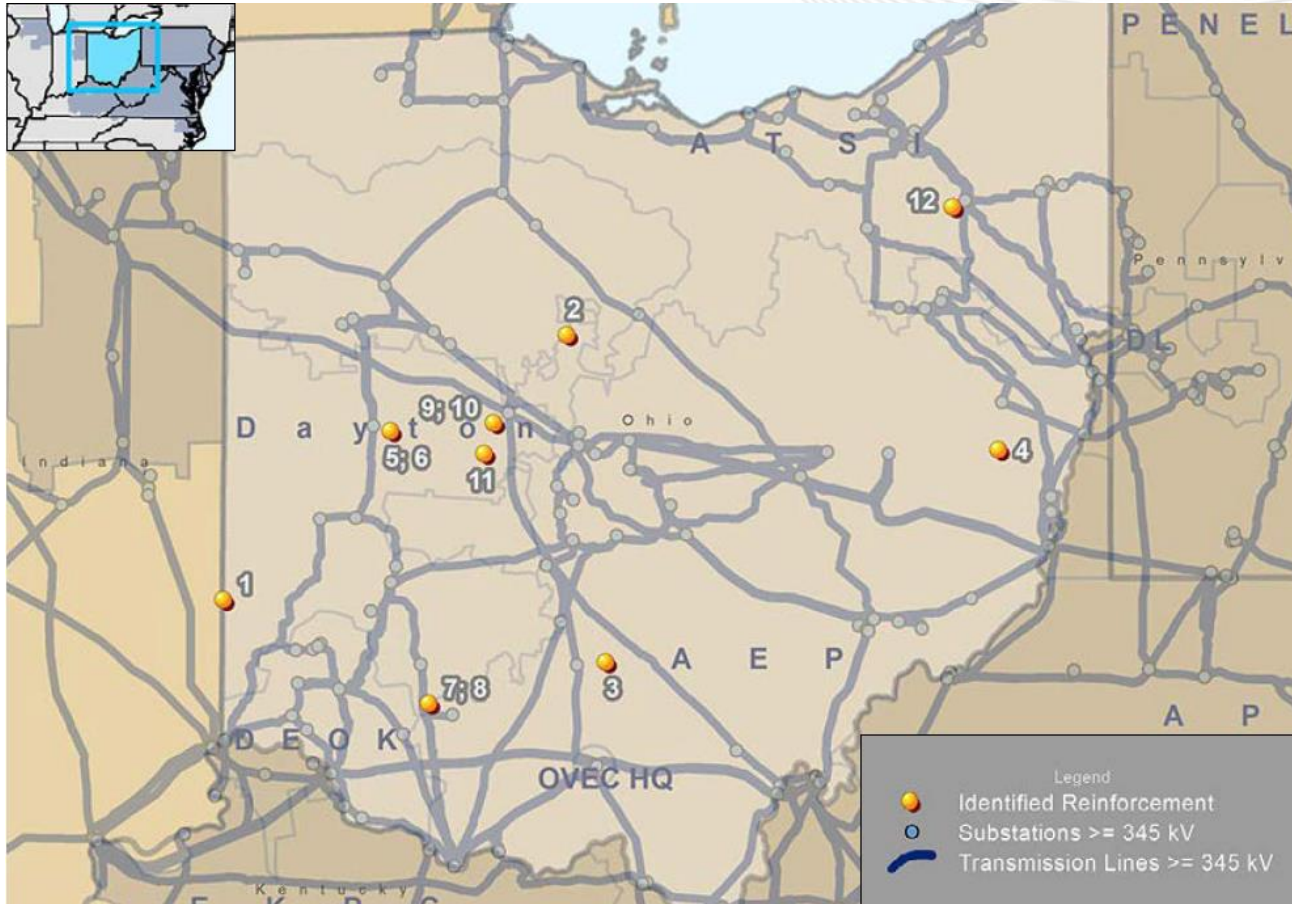 P E N E L
A T S I
12
Pennsylv
2
DL
9; 10
Ohio
D a y t o n
5; 6
11
4
Indiana
1
A E P
3
7; 8
A P
D E O K
OVEC HQ
Kentucky
Legend
Identified Reinforcement
Substations >= 345 kV
Transmission Lines >= 345 kV